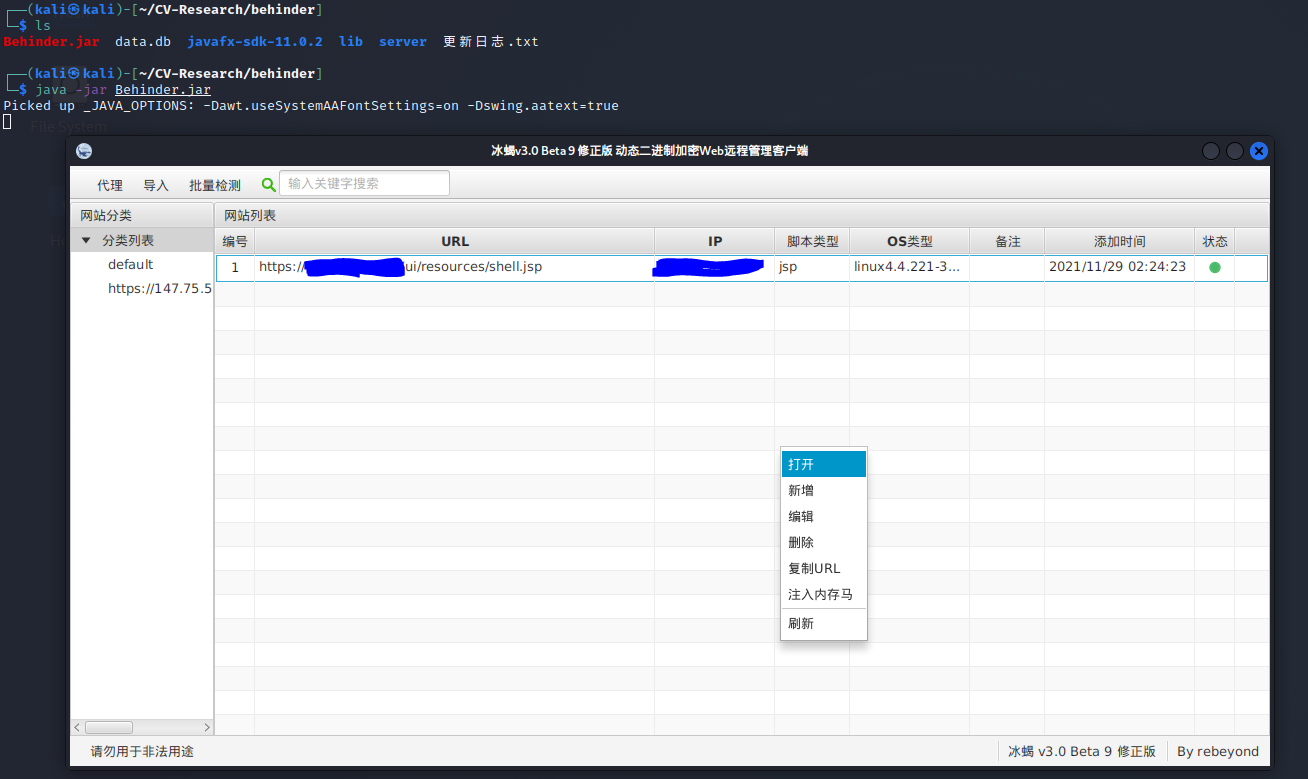 ┌──(kali㉿kali)-[~/CV-Research/behinder]
└─$ ls
Behinder.jar data.db javafx-sdk-11.0.2 lib server 更新日志.txt
┌──(kali㉿kali)-[~/CV-Research/behinder]
└─$ java -jar Behinder.jar
Picked up _JAVA_OPTIONS: -Dawt.useSystemAAFontSettings=on -Dswing.aatext=true
File System
冰蝎v3.0 Beta 9 修正版 动态二进制加密Web远程管理客户端
代理 导入 批量检测 输入关键字搜索
网站分类 网站列表
分类列表 编号 URL IP 脚本类型 OS类型 备注 添加时间 状态
default
1 https:// ui/resources/shell.jsp jsp linux4.4.221-3... 2021/11/29 02:24:23
https://147.75.5
打开
新增
编辑
删除
复制URL
注入内存马
刷新
请勿用于非法用途 冰蝎 v3.0 Beta 9 修正版 By rebeyond